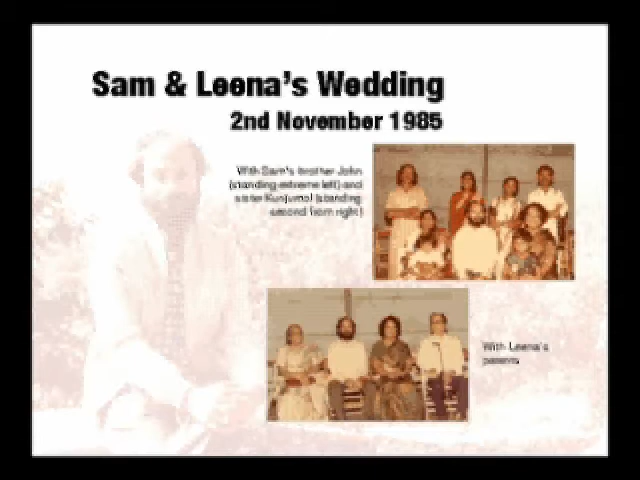 Sam & Leena's Wedding
2nd November 1985
With Sam's brother John
(standing extreme left) and
sister Kunjumol (standing
second from right)
With Leena's
parents